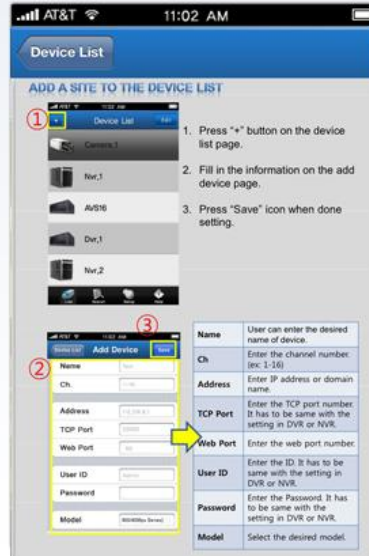 AT&T 11:02 AM
Device List
ADD A SITE TO THE DEVICE LIST
①
Device List Edit
Camera,1
Nvr,1
AVS16
Dvr,1
Nvr,2
1. Press "+" button on the device
list page.
2. Fill in the information on the add
device page.
3. Press "Save" icon when done
setting.
③
②
Device List Add Device Save
Name
Ch.
Address
TCP Port
Web Port
User ID
Password
Model
Name User can enter the desired
name of device.
Ch Enter the channel number.
(ex: 1-16)
Address Enter IP address or domain
name.
TCP Port Enter the TCP port number.
It has to be same with the
setting in DVR or NVR.
Web Port Enter the web port number.
User ID Enter the ID. It has to be
same with the setting in
DVR or NVR.
Password Enter the Password. It has
to be same with the
setting in DVR or NVR.
Model Select the desired model.